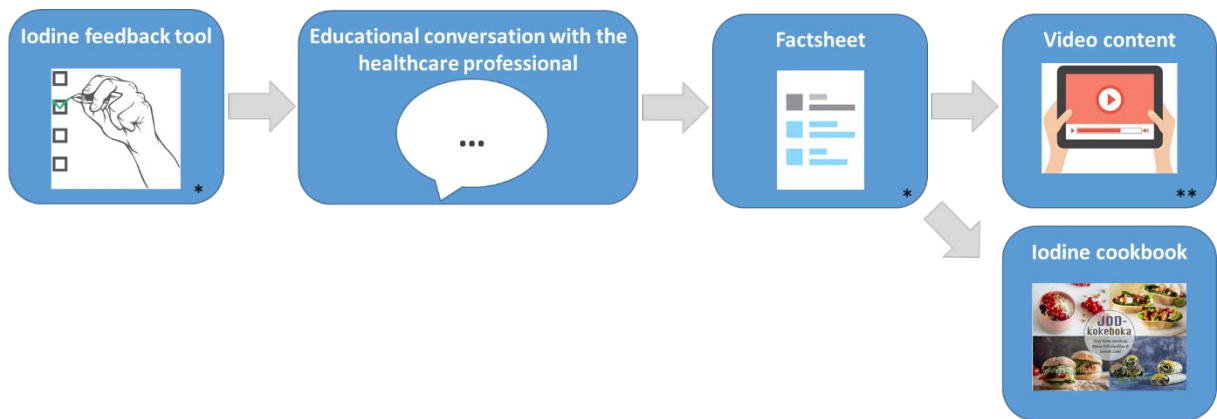 Iodine feedback tool
*
Educational conversation with the
healthcare professional
...
Factsheet
*
Video content
**
Iodine cookbook
JOD-
kokeboka